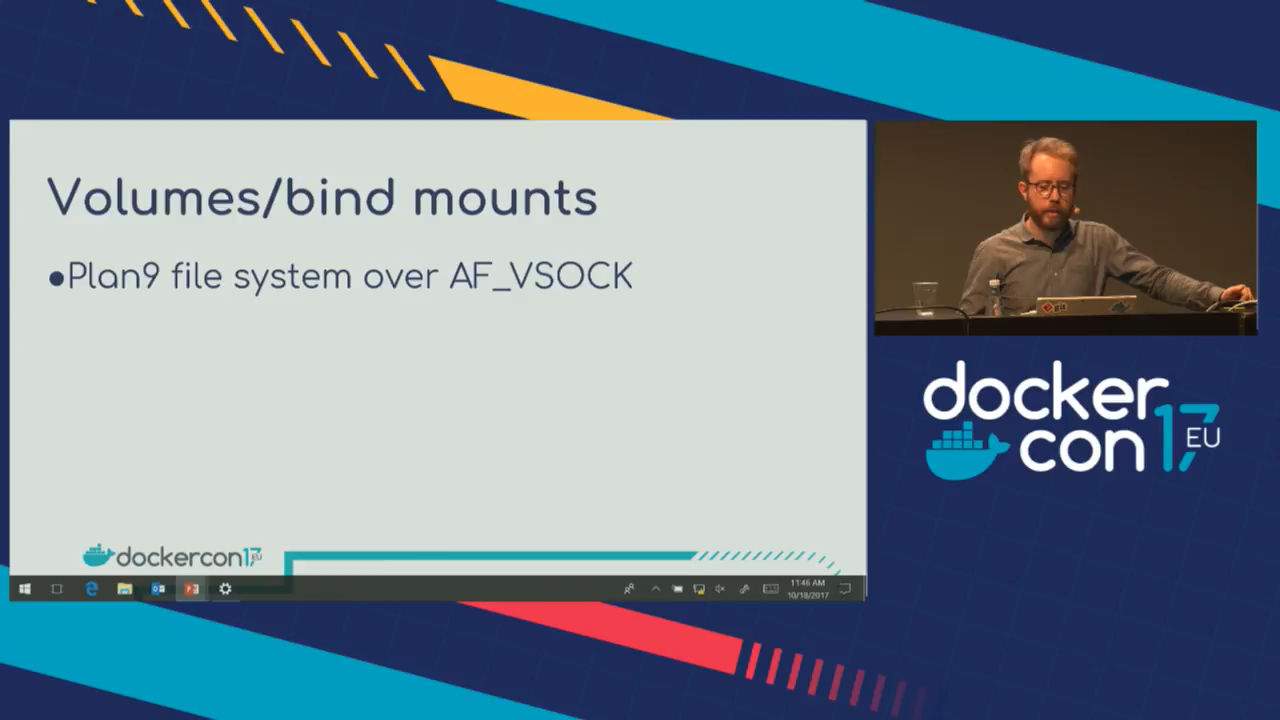 Volumes/bind mounts
●Plan9 file system over AF_VSOCK
dockercon17 EU
11:46 AM
10/18/2017
git
docker
con 17 EU